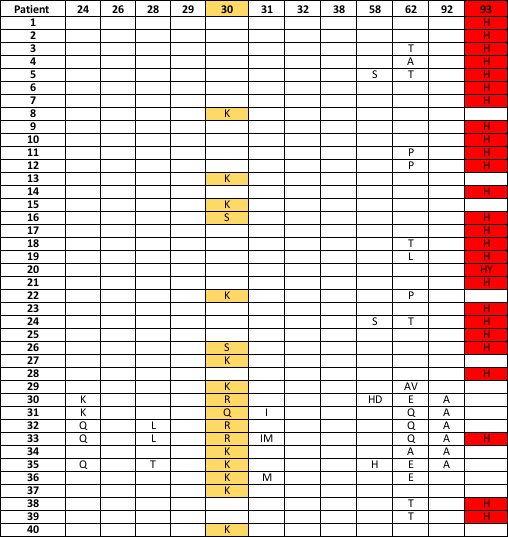 Patient 24 26 28 29 30 31 32 38 58 62 92 93
1 H
2 H
3 T H
4 A H
5 S T H
6 H
7 H
8 K
9 H
10 H
11 P H
12 P H
13 K
14 H
15 K
16 S H
17 H
18 T H
19 L H
20 HY
21 H
22 K P
23 H
24 S T H
25 H
26 S H
27 K
28 H
29 K AV
30 K R HD E A
31 K Q I Q A
32 Q L R Q A
33 Q L R IM Q A H
34 K A A
35 Q T K H E A
36 K M E
37 K
38 T H
39 T H
40 K